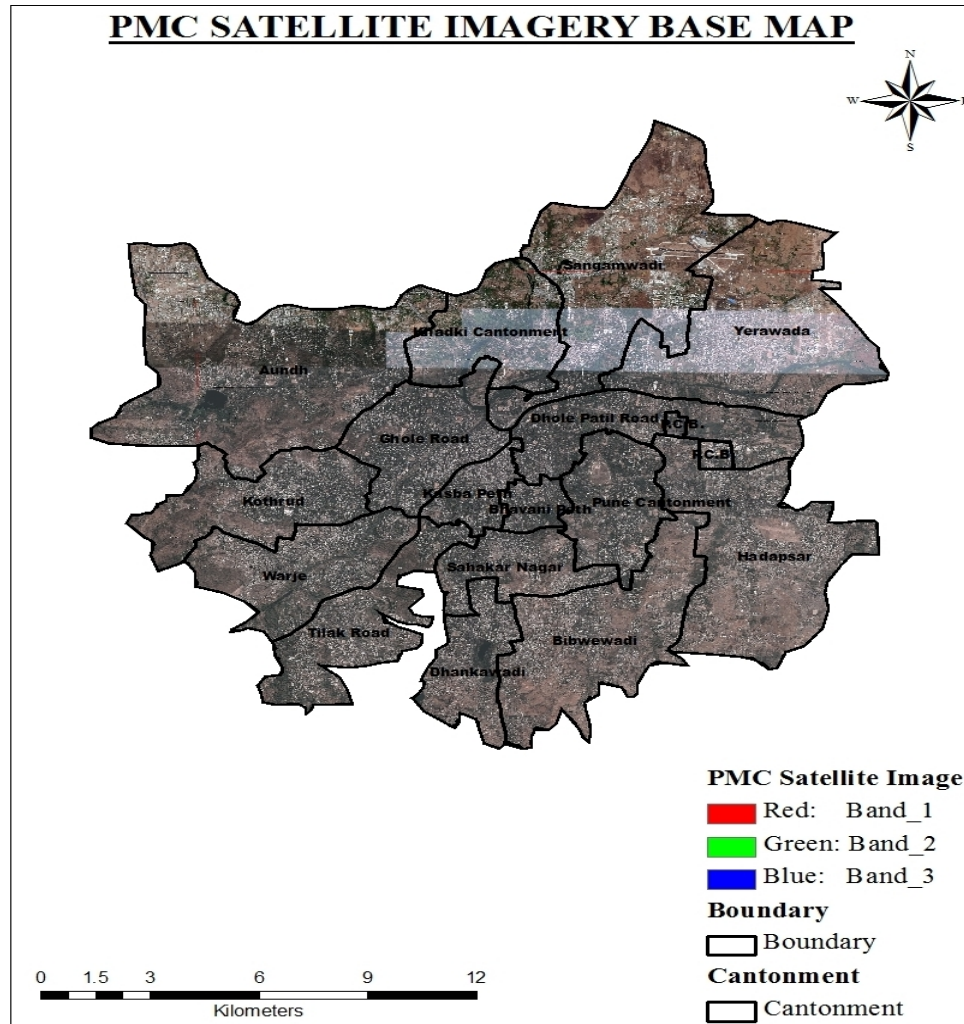 PMC SATELLITE IMAGERY BASE MAP
N
W
S
Sangamwadi
Khadki Cantonment
Yerawada
Aundh
Dhole Patil Road
P.C.B.
Ghole Road
P.C.B
Kasba Peth
Kothrud
Bhavani Peth
Pune Cantonment
Hadapsar
Sahakar Nagar
Warje
Tilak Road
Bibwewadi
Dhankawadi
PMC Satellite Image
Red: Band_1
Green: Band_2
Blue: Band_3
Boundary
Boundary
Cantonment
Cantonment
0 1.5 3 6 9 12
Kilometers